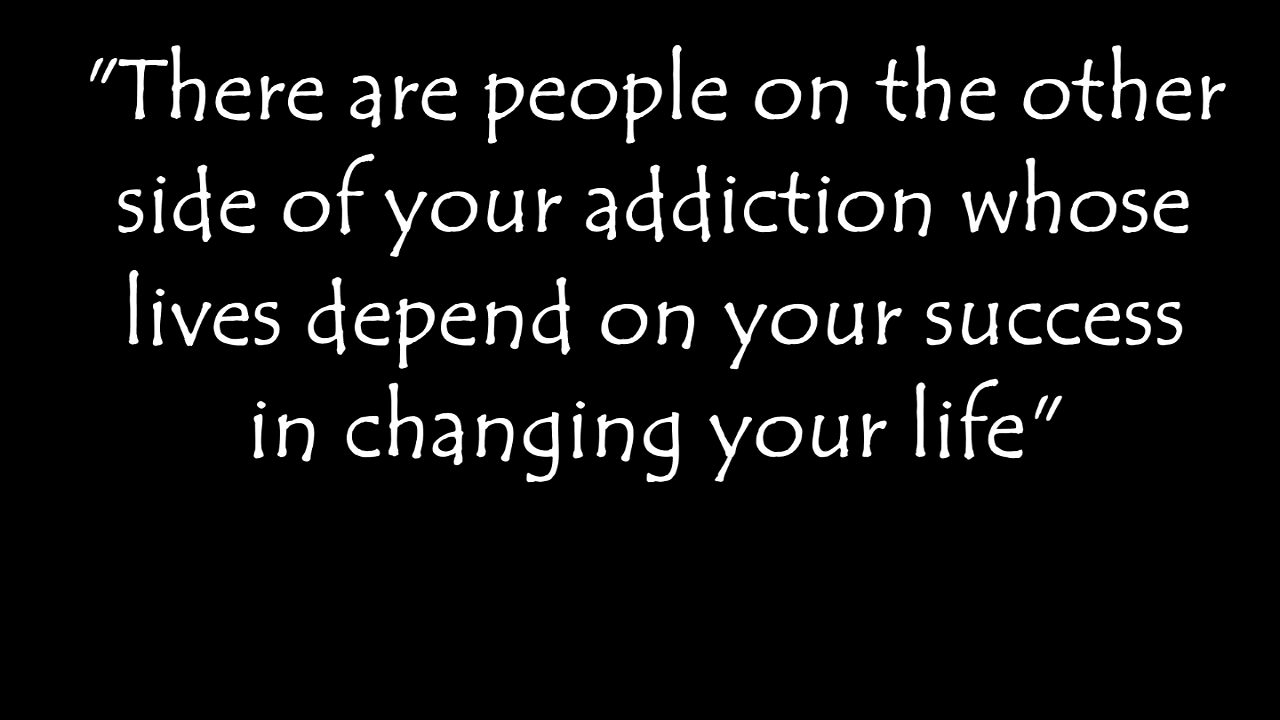 "There are people on the other
side of your addiction whose
lives depend on your success
in changing your life"